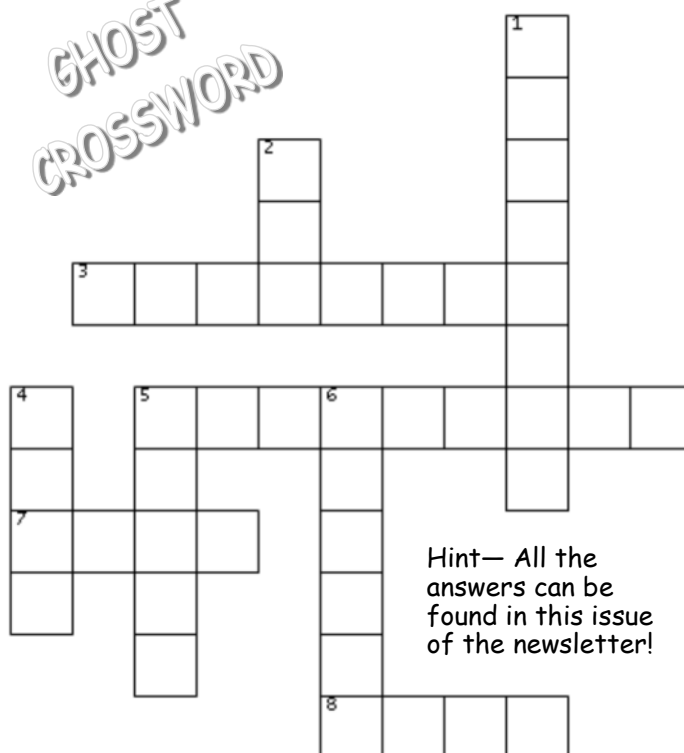 GHOST
CROSSWORD
1
2
3
4
5
6
7
8
Hint— All the
answers can be
found in this issue
of the newsletter!